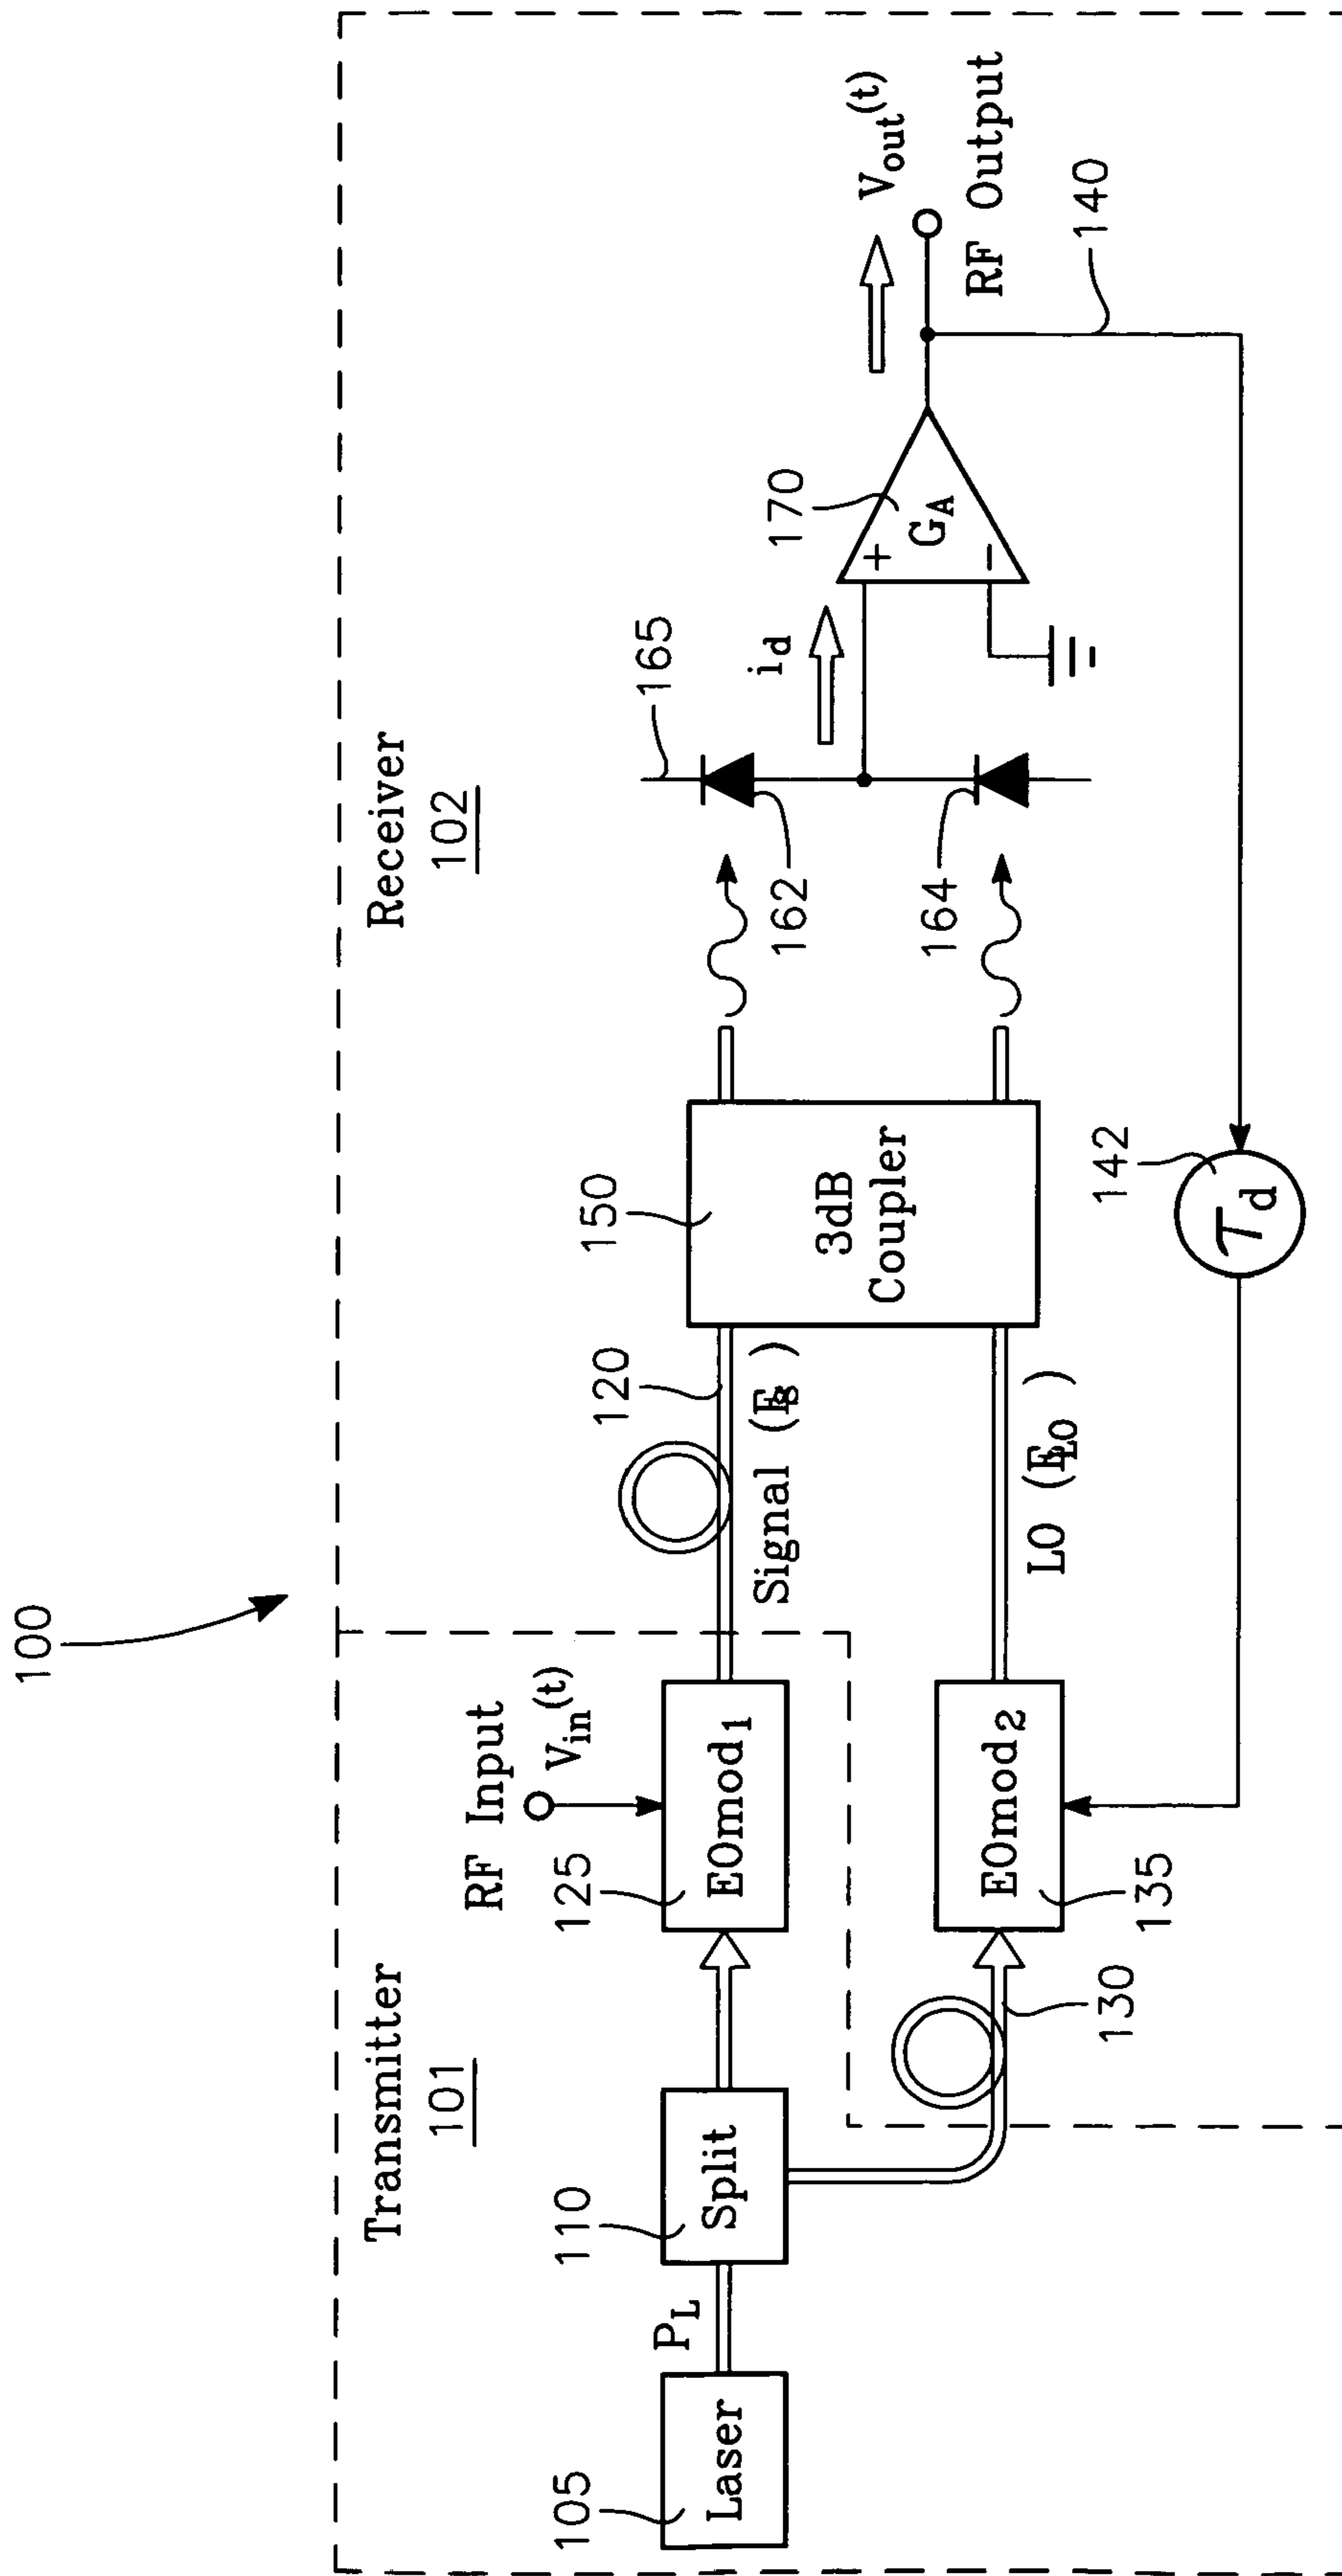 100
Transmitter
101
Receiver
102
105
Laser
P_L
110
Split
RF Input
V_in(t)
125
EOmod_1
120
Signal (E_s)
130
135
EOmod_2
LO (E_LO)
150
3dB
Coupler
162
164
165
i_d
170
+
−
G_A
V_out(t)
RF Output
140
142
τ_d